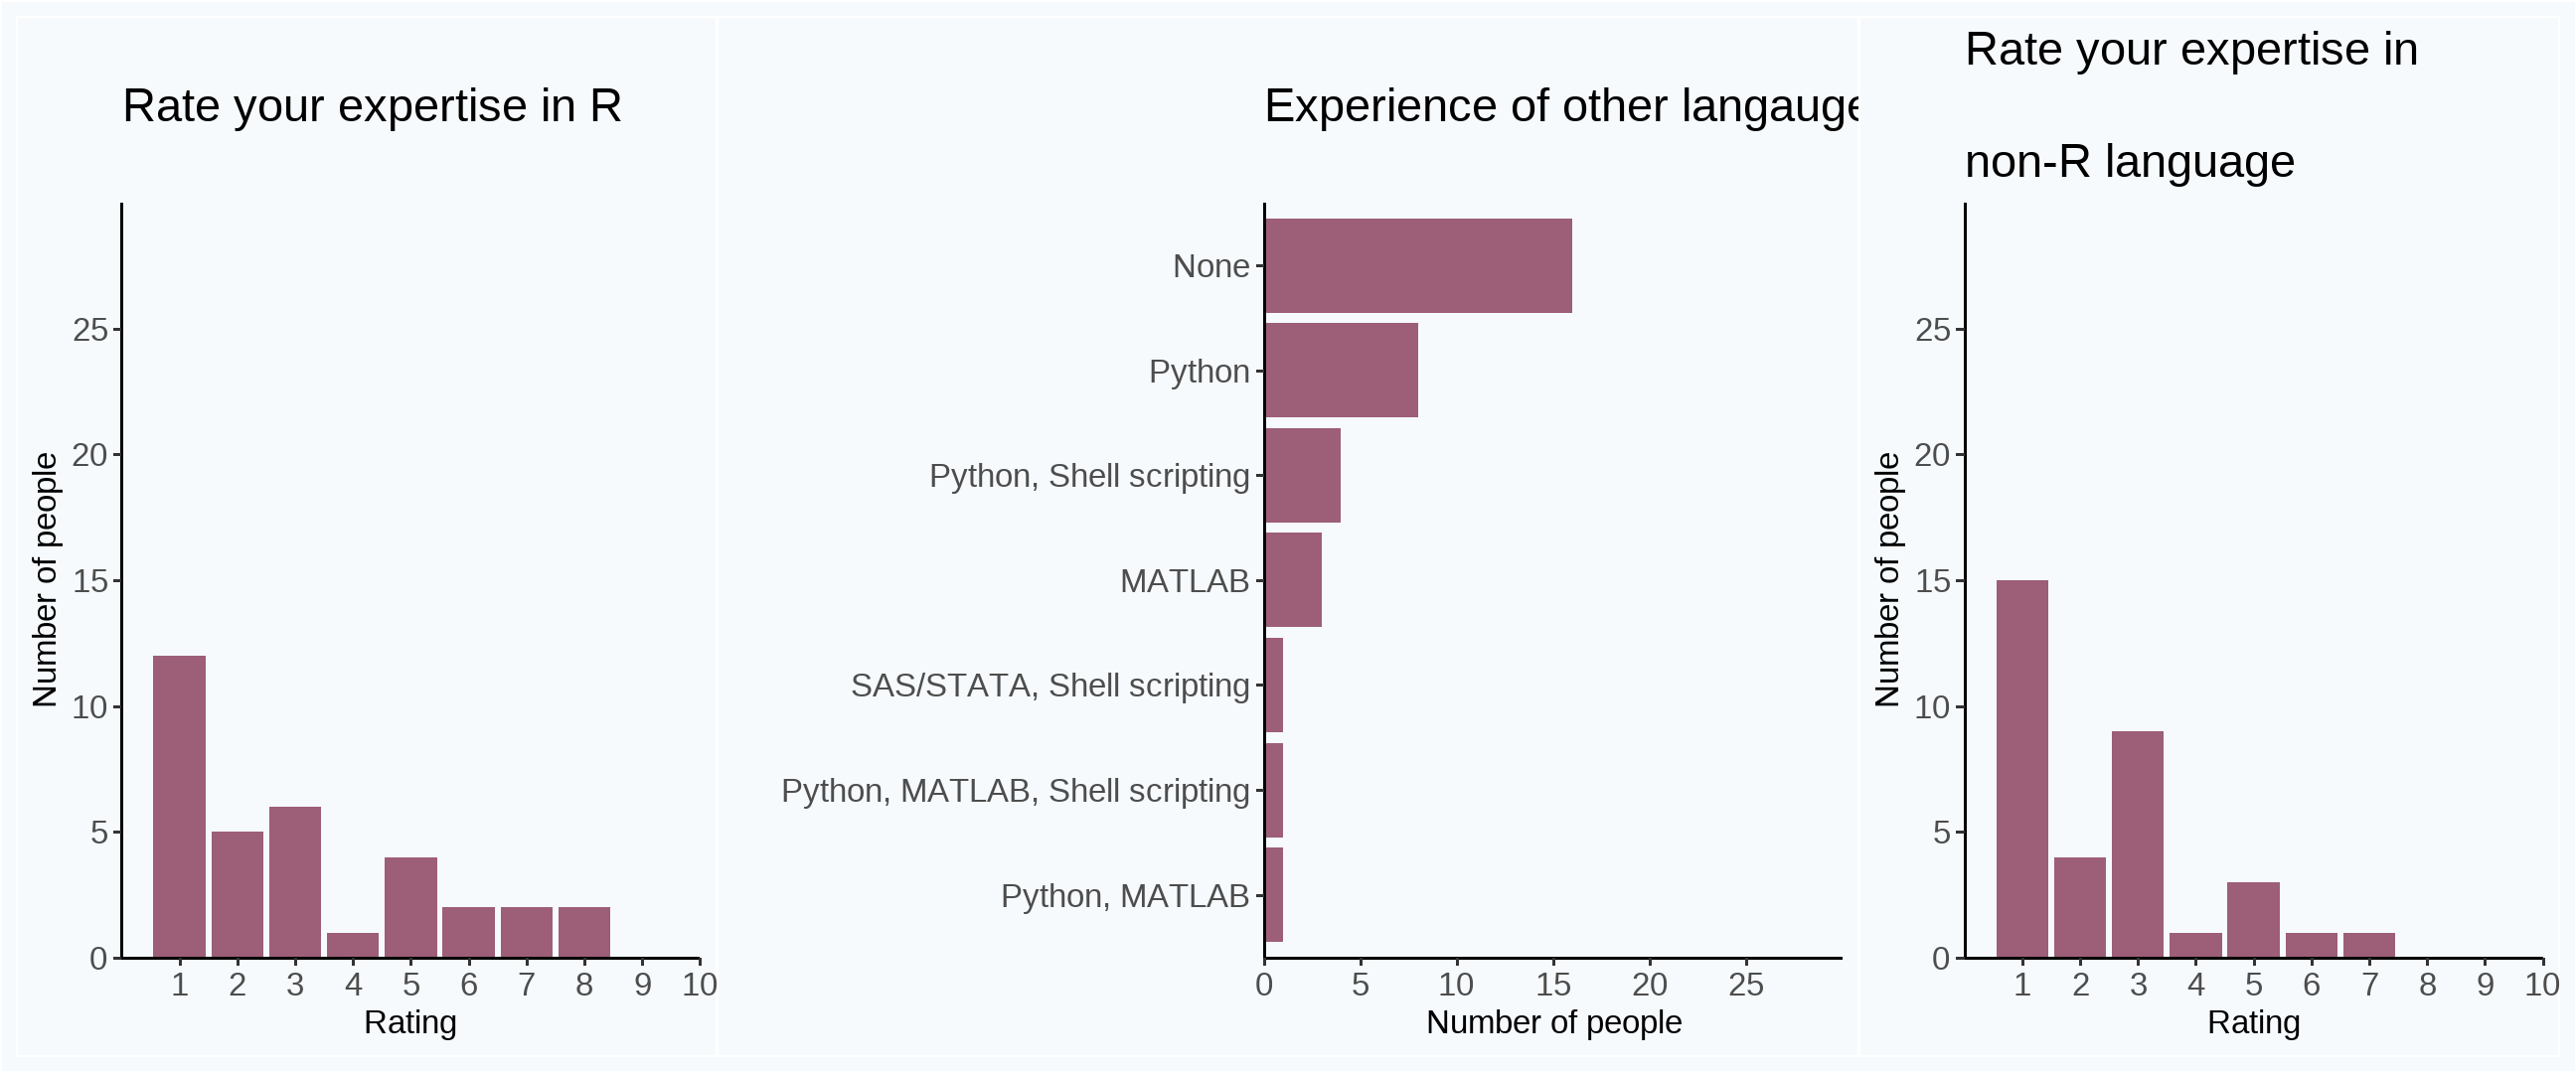 Rate your expertise in R
25
20
15
10
5
0
Number of people
1 2 3 4 5 6 7 8 9 10
Rating
Experience of other langauge
None
Python
Python, Shell scripting
MATLAB
SAS/STATA, Shell scripting
Python, MATLAB, Shell scripting
Python, MATLAB
0 5 10 15 20 25
Number of people
Rate your expertise in
non-R language
25
20
15
10
5
0
Number of people
1 2 3 4 5 6 7 8 9 10
Rating